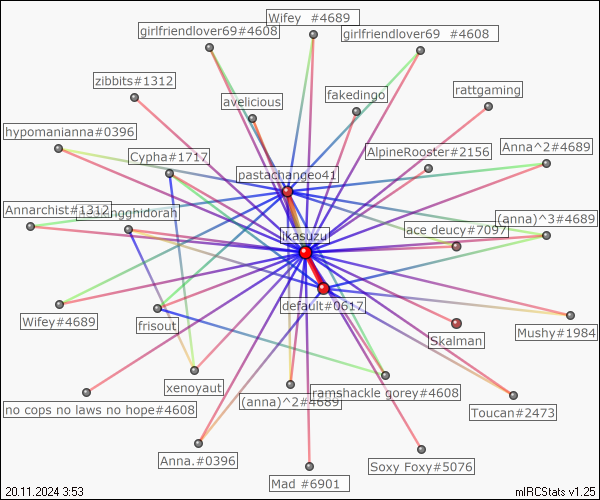 Wifey  #4689
girlfriendlover69#4608
girlfriendlover69  #4608
zibbits#1312
avelicious
fakedingo
rattgaming
hypomanianna#0396
Cypha#1717
AlpineRooster#2156
Anna^2#4689
pastachangeo41
Annarchist#1312
ghidorah
(anna)^3#4689
ace deucy#7097
lkasuzu
default#0617
Wifey#4689
frisout
Skalman
Mushy#1984
xenoyaut
ramshackle gorey#4608
(anna)^2#4689
no cops no laws no hope#4608
Toucan#2473
Anna.#0396
Soxy Foxy#5076
Mad #6901
20.11.2024 3:53
mIRCStats v1.25